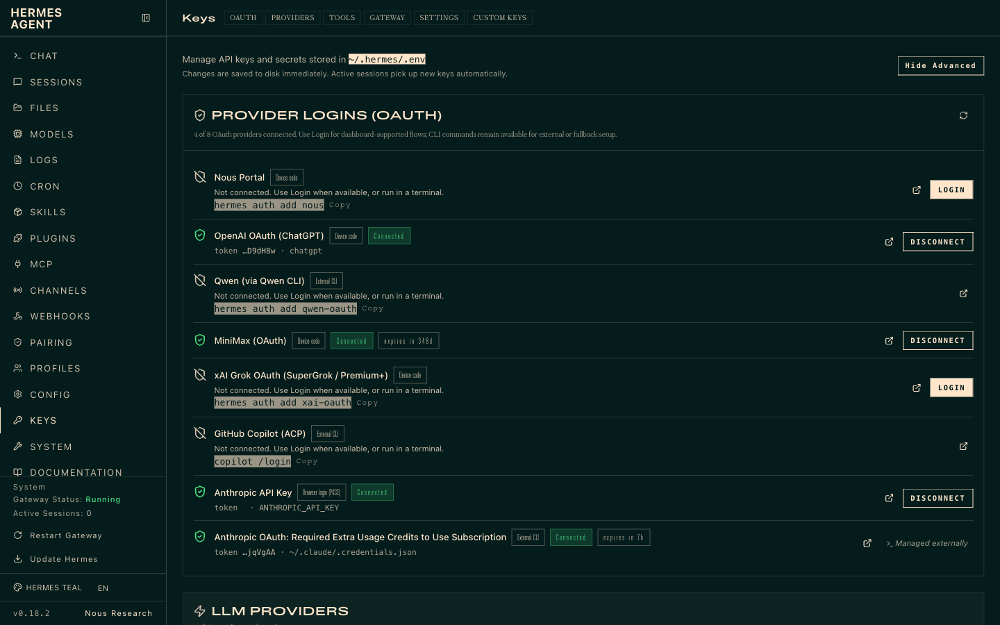 HERMES
AGENT
CHAT
SESSIONS
FILES
MODELS
LOGS
CRON
SKILLS
PLUGINS
MCP
CHANNELS
WEBHOOKS
PAIRING
PROFILES
CONFIG
KEYS
SYSTEM
DOCUMENTATION
System
Gateway Status: Running
Active Sessions: 0
Restart Gateway
Update Hermes
HERMES TEAL EN
v0.18.2 Nous Research
Keys OAUTH PROVIDERS TOOLS GATEWAY SETTINGS CUSTOM KEYS
Manage API keys and secrets stored in ~/.hermes/.env
Changes are saved to disk immediately. Active sessions pick up new keys automatically.
Hide Advanced
PROVIDER LOGINS (OAUTH)
4 of 8 OAuth providers connected. Use Login for dashboard-supported flows; CLI commands remain available for external or fallback setup.
Nous Portal Device code
Not connected. Use Login when available, or run in a terminal.
hermes auth add nous Copy
LOGIN
OpenAI OAuth (ChatGPT) Device code Connected
token …D9dH8w · chatgpt
DISCONNECT
Qwen (via Qwen CLI) External CLI
Not connected. Use Login when available, or run in a terminal.
hermes auth add qwen-oauth Copy
MiniMax (OAuth) Device code Connected expires in 348d
DISCONNECT
xAI Grok OAuth (SuperGrok / Premium+) Device code
Not connected. Use Login when available, or run in a terminal.
hermes auth add xai-oauth Copy
LOGIN
GitHub Copilot (ACP) External CLI
Not connected. Use Login when available, or run in a terminal.
copilot /login Copy
Anthropic API Key Browser login (PKCE) Connected
token · ANTHROPIC_API_KEY
DISCONNECT
Anthropic OAuth: Required Extra Usage Credits to Use Subscription External CLI Connected expires in 7h
token …jqVgAA · ~/.claude/.credentials.json
Managed externally
LLM PROVIDERS